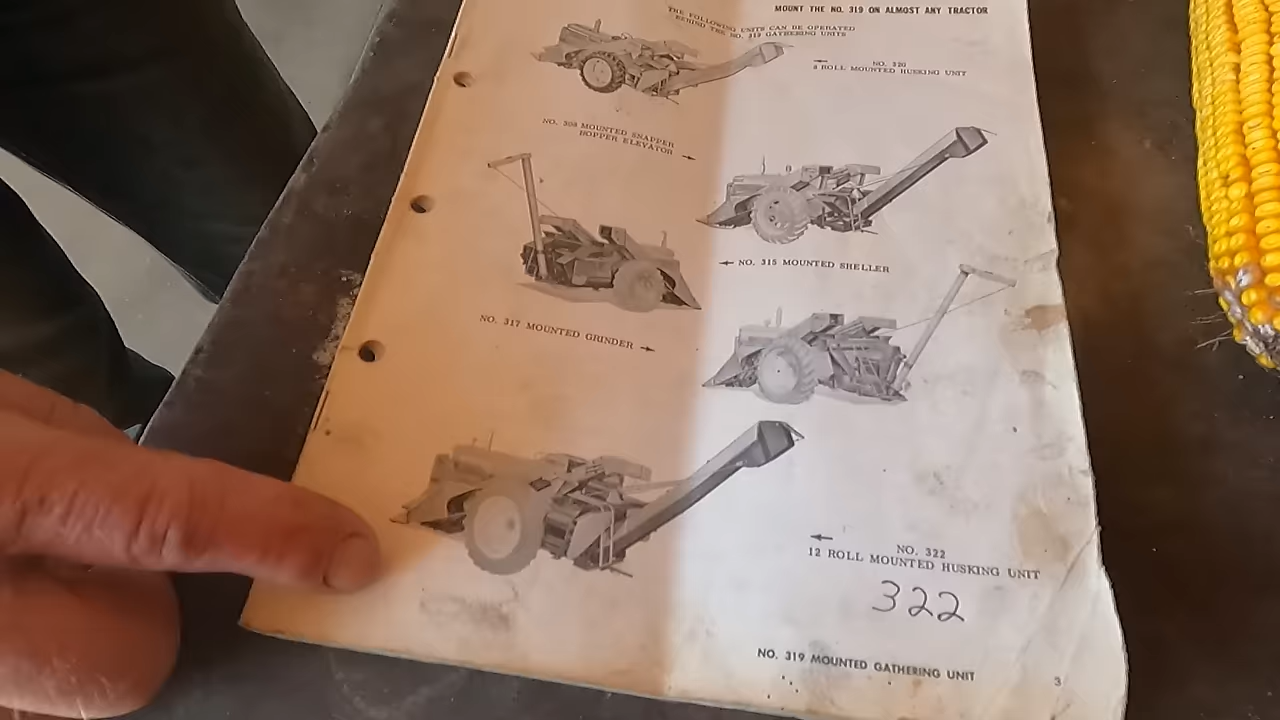 MOUNT THE NO. 319 ON ALMOST ANY TRACTOR
THE FOLLOWING UNITS CAN BE OPERATED
BEHIND THE NO. 319 GATHERING UNITS
NO. 320
8 ROLL MOUNTED HUSKING UNIT
NO. 308 MOUNTED SNAPPER
HOPPER ELEVATOR
NO. 315 MOUNTED SHELLER
NO. 317 MOUNTED GRINDER
NO. 322
12 ROLL MOUNTED HUSKING UNIT
322
NO. 319 MOUNTED GATHERING UNIT
3